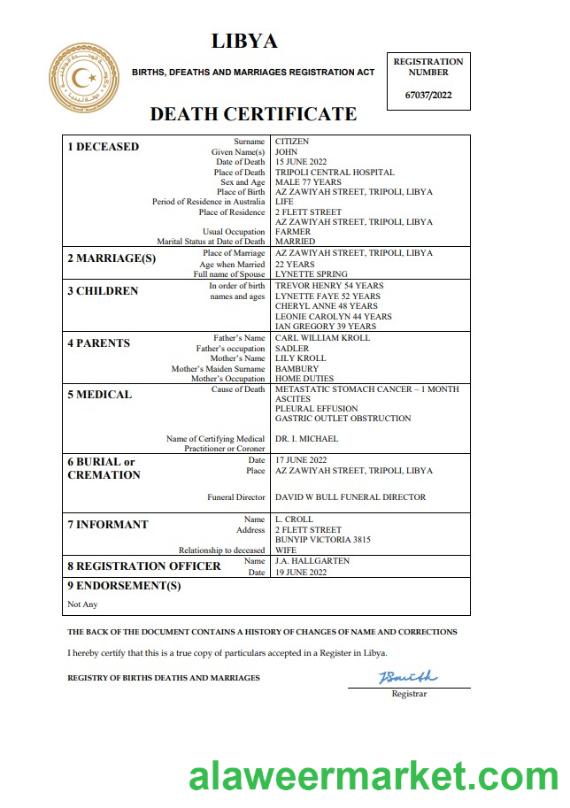 LIBYA
BIRTHS, DFEATHS AND MARRIAGES REGISTRATION ACT
REGISTRATION
NUMBER
67037/2022
DEATH CERTIFICATE
1 DECEASED
Surname CITIZEN
Given Name(s) JOHN
Date of Death 15 JUNE 2022
Place of Death TRIPOLI CENTRAL HOSPITAL
Sex and Age MALE 77 YEARS
Place of Birth AZ ZAWIYAH STREET, TRIPOLI, LIBYA
Period of Residence in Australia LIFE
Place of Residence 2 FLETT STREET
AZ ZAWIYAH STREET, TRIPOLI, LIBYA
Usual Occupation FARMER
Marital Status at Date of Death MARRIED
2 MARRIAGE(S)
Place of Marriage AZ ZAWIYAH STREET, TRIPOLI, LIBYA
Age when Married 22 YEARS
Full name of Spouse LYNETTE SPRING
3 CHILDREN
In order of birth TREVOR HENRY 54 YEARS
names and ages LYNETTE FAYE 52 YEARS
CHERYL ANNE 48 YEARS
LEONIE CAROLYN 44 YEARS
IAN GREGORY 39 YEARS
4 PARENTS
Father's Name CARL WILLIAM KROLL
Father's occupation SADLER
Mother's Name LILY KROLL
Mother's Maiden Surname BAMBURY
Mother's Occupation HOME DUTIES
5 MEDICAL
Cause of Death METASTATIC STOMACH CANCER – 1 MONTH
ASCITES
PLEURAL EFFUSION
GASTRIC OUTLET OBSTRUCTION
Name of Certifying Medical DR. I. MICHAEL
Practitioner or Coroner
6 BURIAL or
CREMATION
Date 17 JUNE 2022
Place AZ ZAWIYAH STREET, TRIPOLI, LIBYA
Funeral Director DAVID W BULL FUNERAL DIRECTOR
7 INFORMANT
Name L. CROLL
Address 2 FLETT STREET
BUNYIP VICTORIA 3815
Relationship to deceased WIFE
8 REGISTRATION OFFICER
Name J.A. HALLGARTEN
Date 19 JUNE 2022
9 ENDORSEMENT(S)
Not Any
THE BACK OF THE DOCUMENT CONTAINS A HISTORY OF CHANGES OF NAME AND CORRECTIONS
I hereby certify that this is a true copy of particulars accepted in a Register in Libya.
REGISTRY OF BIRTHS DEATHS AND MARRIAGES
JSmith
Registrar
alaweermarket.com